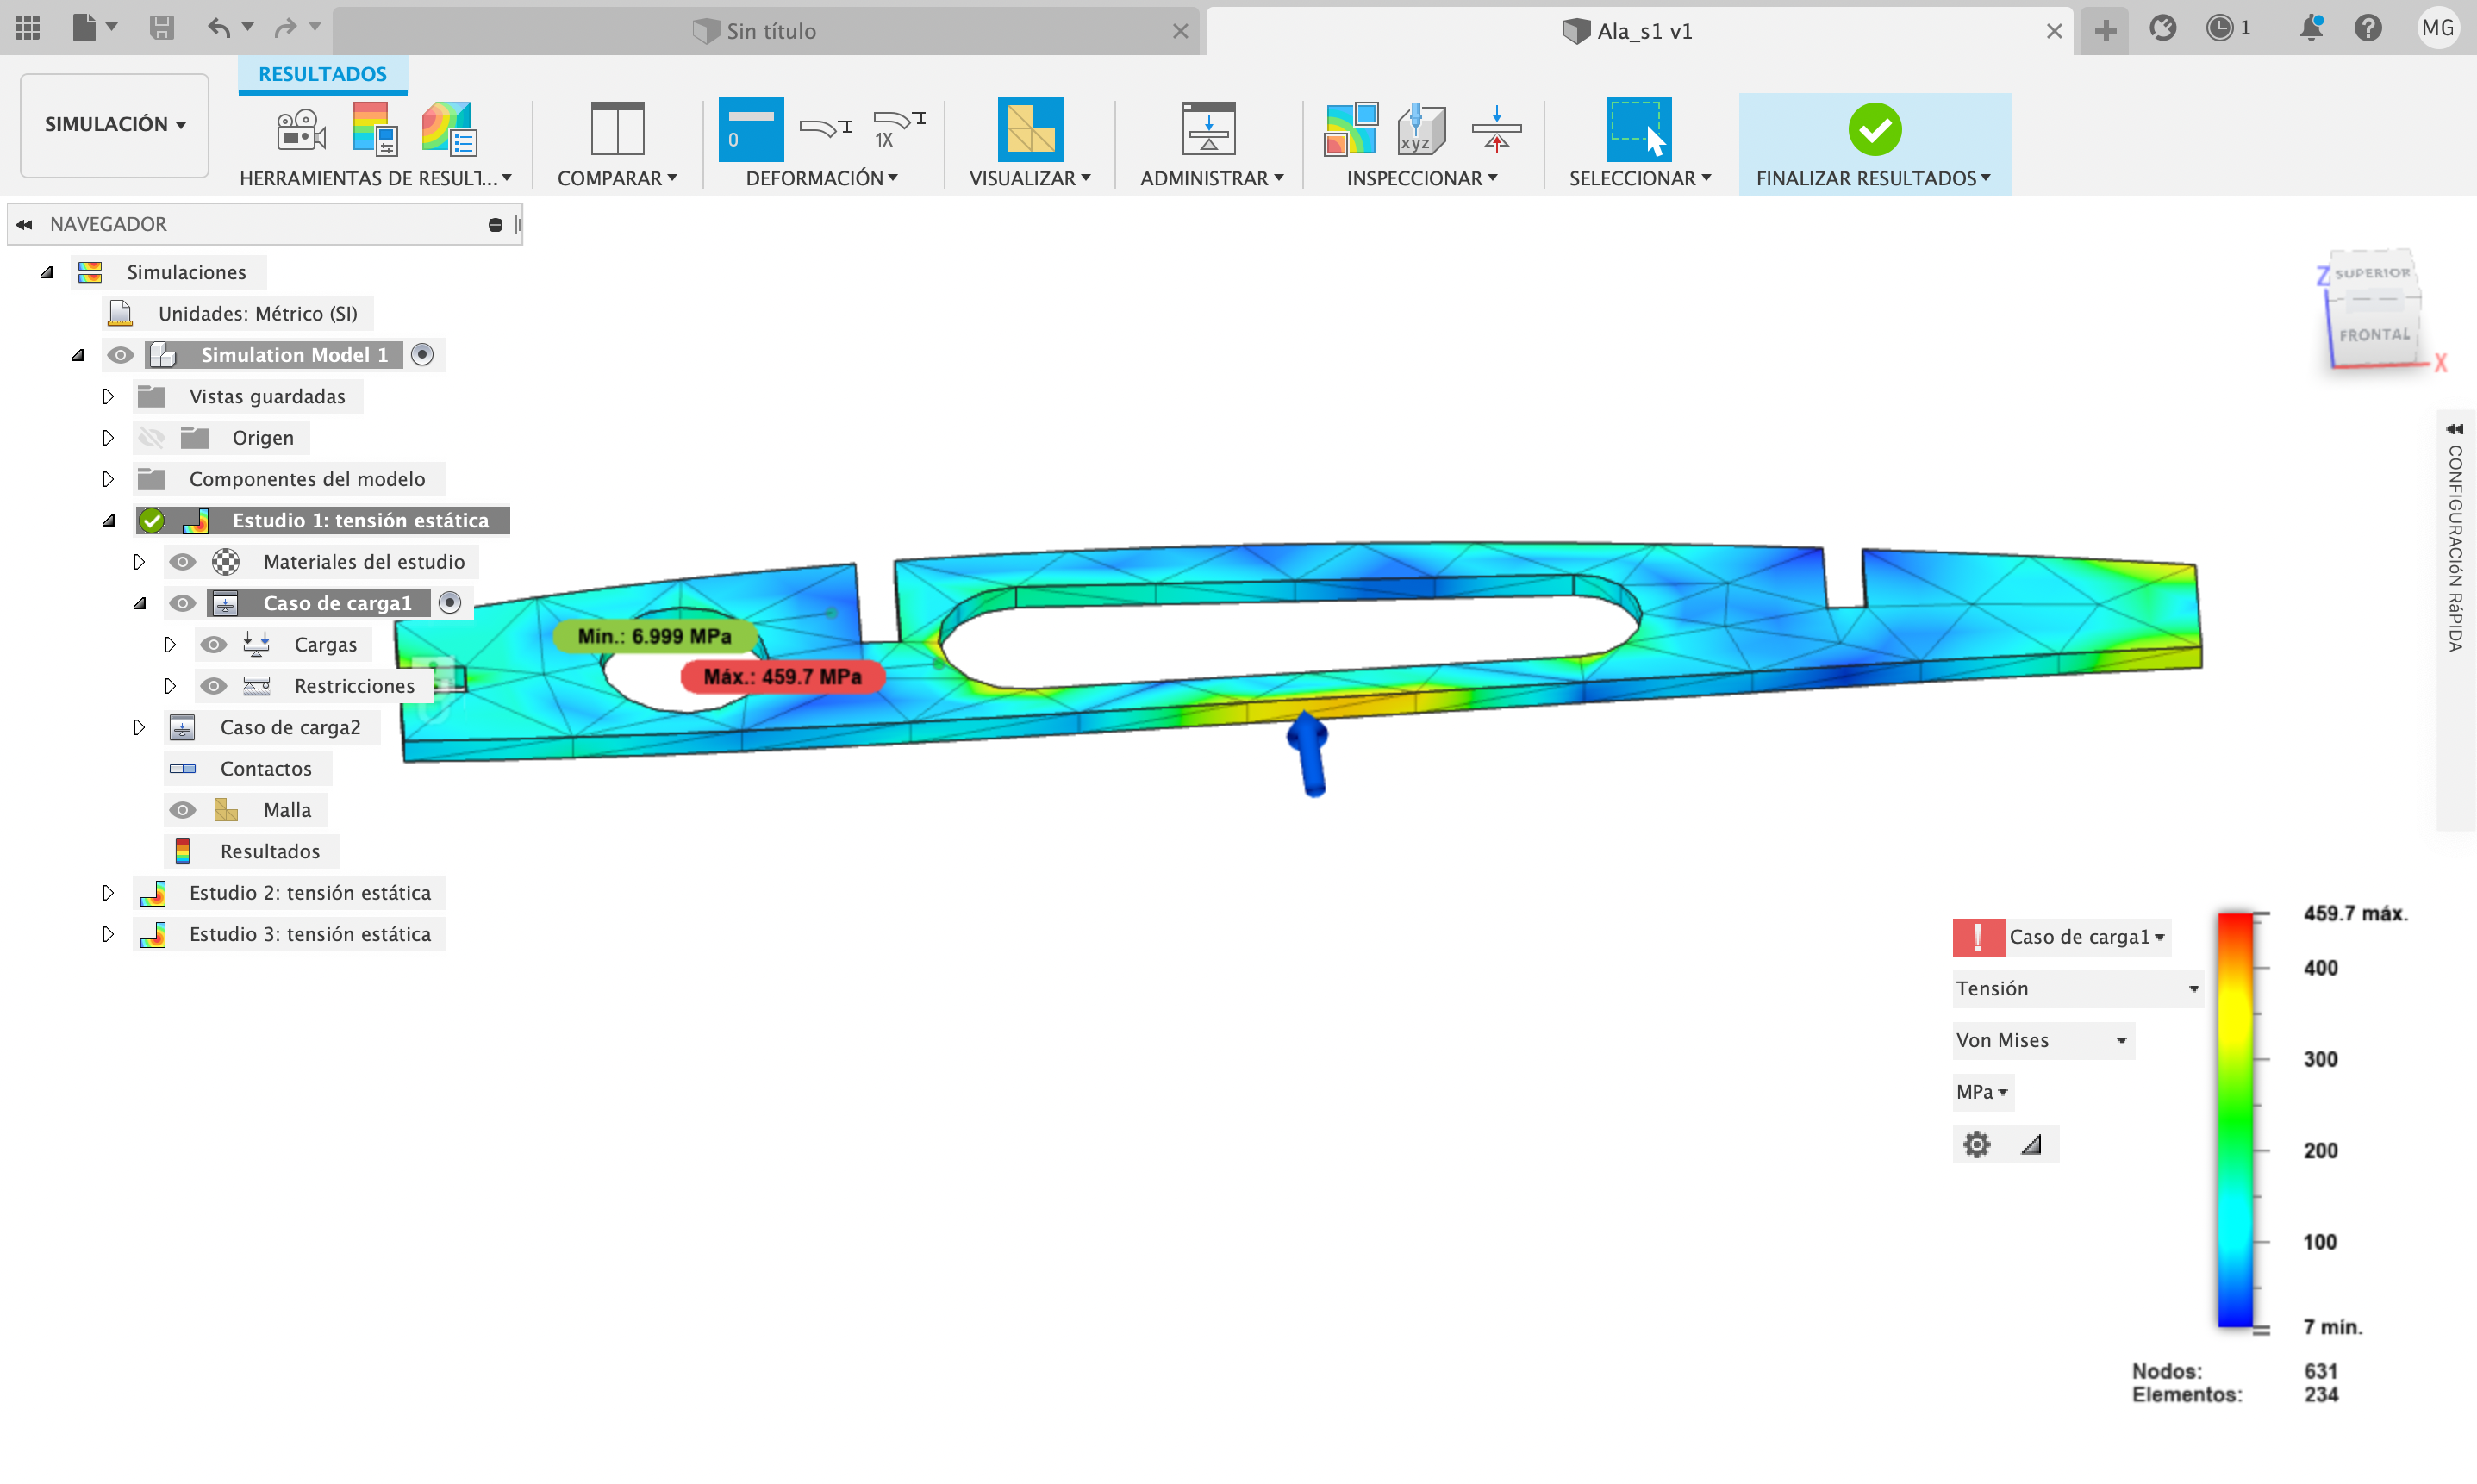 Sin título
Ala_s1 v1
1
MG
RESULTADOS
SIMULACIÓN
0
1X
xyz
HERRAMIENTAS DE RESULT...
COMPARAR
DEFORMACIÓN
VISUALIZAR
ADMINISTRAR
INSPECCIONAR
SELECCIONAR
FINALIZAR RESULTADOS
NAVEGADOR
Simulaciones
Unidades: Métrico (SI)
Simulation Model 1
Vistas guardadas
Origen
Componentes del modelo
Estudio 1: tensión estática
Materiales del estudio
Caso de carga1
Cargas
Restricciones
Caso de carga2
Contactos
Malla
Resultados
Estudio 2: tensión estática
Estudio 3: tensión estática
Mín.: 6.999 MPa
Máx.: 459.7 MPa
Z
SUPERIOR
FRONTAL
X
CONFIGURACIóN RáPIDA
Caso de carga1
Tensión
Von Mises
MPa
459.7 máx.
400
300
200
100
7 mín.
Nodos: 631
Elementos: 234